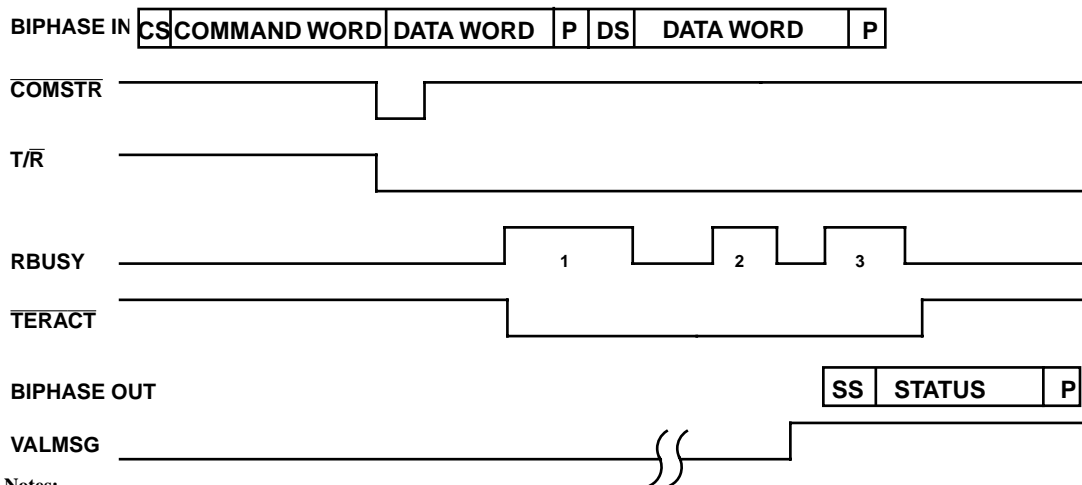 BIPHASE IN CS COMMAND WORD DATA WORD P DS DATA WORD P
COMSTR
T/R
RBUSY 1 2 3
TERACT
BIPHASE OUT SS STATUS P
VALMSG
Notes: